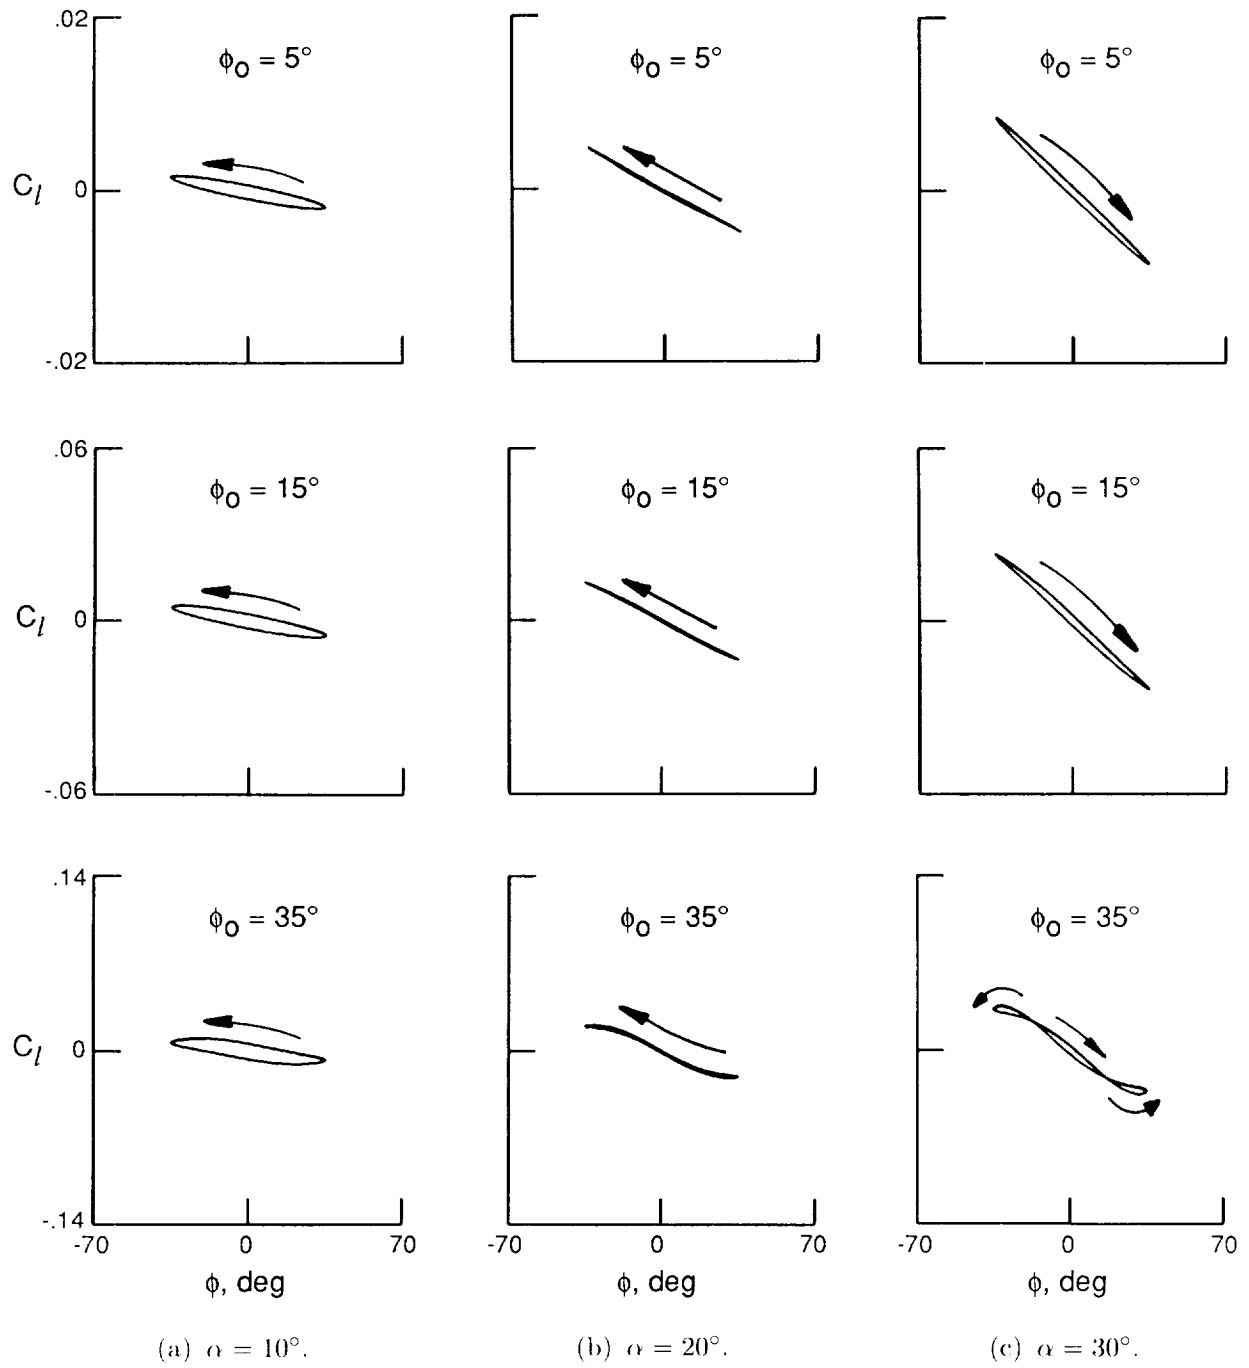 .02
ϕo = 5° ϕo = 5° ϕo = 5°
Cl 0
-.02
.06
ϕo = 15° ϕo = 15° ϕo = 15°
Cl 0
-.06
.14
ϕo = 35° ϕo = 35° ϕo = 35°
Cl 0
-.14
-70 0 70 -70 0 70 -70 0 70
ϕ, deg ϕ, deg ϕ, deg
(a) α = 10°. (b) α = 20°. (c) α = 30°.